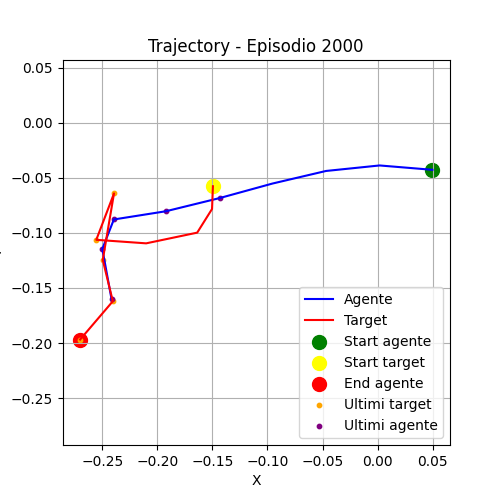 Trajectory - Episodio 2000
0.05
0.00
−0.05
−0.10
−0.15
−0.20
−0.25
Agente
Target
Start agente
Start target
End agente
Ultimi target
Ultimi agente
−0.25
−0.20
−0.15
−0.10
−0.05
0.00
0.05
X